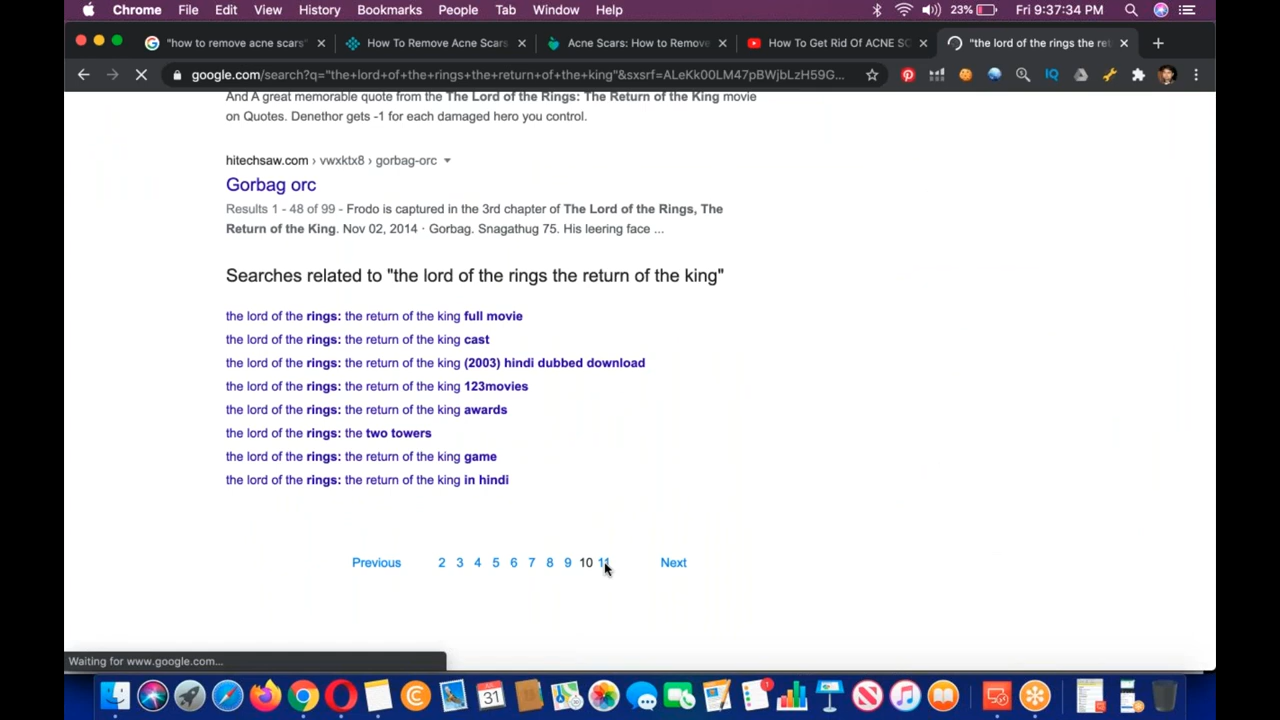 Chrome File Edit View History Bookmarks People Tab Window Help 23% Fri 9:37:34 PM
"how to remove acne scars" How To Remove Acne Scars Acne Scars: How to Remove How To Get Rid Of ACNE SC "the lord of the rings the ret
google.com/search?q="the+lord+of+the+rings+the+return+of+the+king"&sxsrf=ALeKk00LM47pBWjbLzH59G... IQ
And A great memorable quote from the The Lord of the Rings: The Return of the King movie
on Quotes. Denethor gets -1 for each damaged hero you control.
hitechsaw.com › vwxktx8 › gorbag-orc
Gorbag orc
Results 1 - 48 of 99 - Frodo is captured in the 3rd chapter of The Lord of the Rings, The
Return of the King. Nov 02, 2014 · Gorbag. Snagathug 75. His leering face ...
Searches related to "the lord of the rings the return of the king"
the lord of the rings: the return of the king full movie
the lord of the rings: the return of the king cast
the lord of the rings: the return of the king (2003) hindi dubbed download
the lord of the rings: the return of the king 123movies
the lord of the rings: the return of the king awards
the lord of the rings: the two towers
the lord of the rings: the return of the king game
the lord of the rings: the return of the king in hindi
Previous 2 3 4 5 6 7 8 9 10 11 Next
Waiting for www.google.com...
31
1